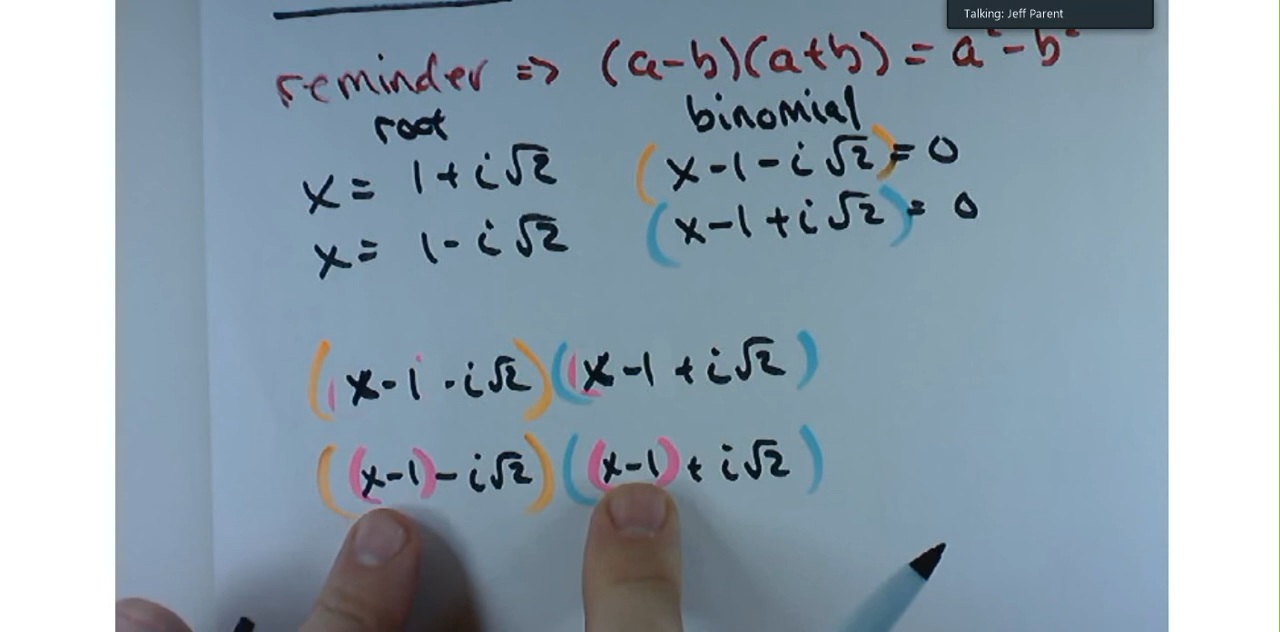 Talking: Jeff Parent
reminder => (a-b)(a+b) = a²-b²
root binomial
x = 1+i√2 (x-1-i√2)=0
x = 1-i√2 (x-1+i√2)=0
(x-1-i√2)(x-1+i√2)
((x-1)-i√2)((x-1)+i√2)